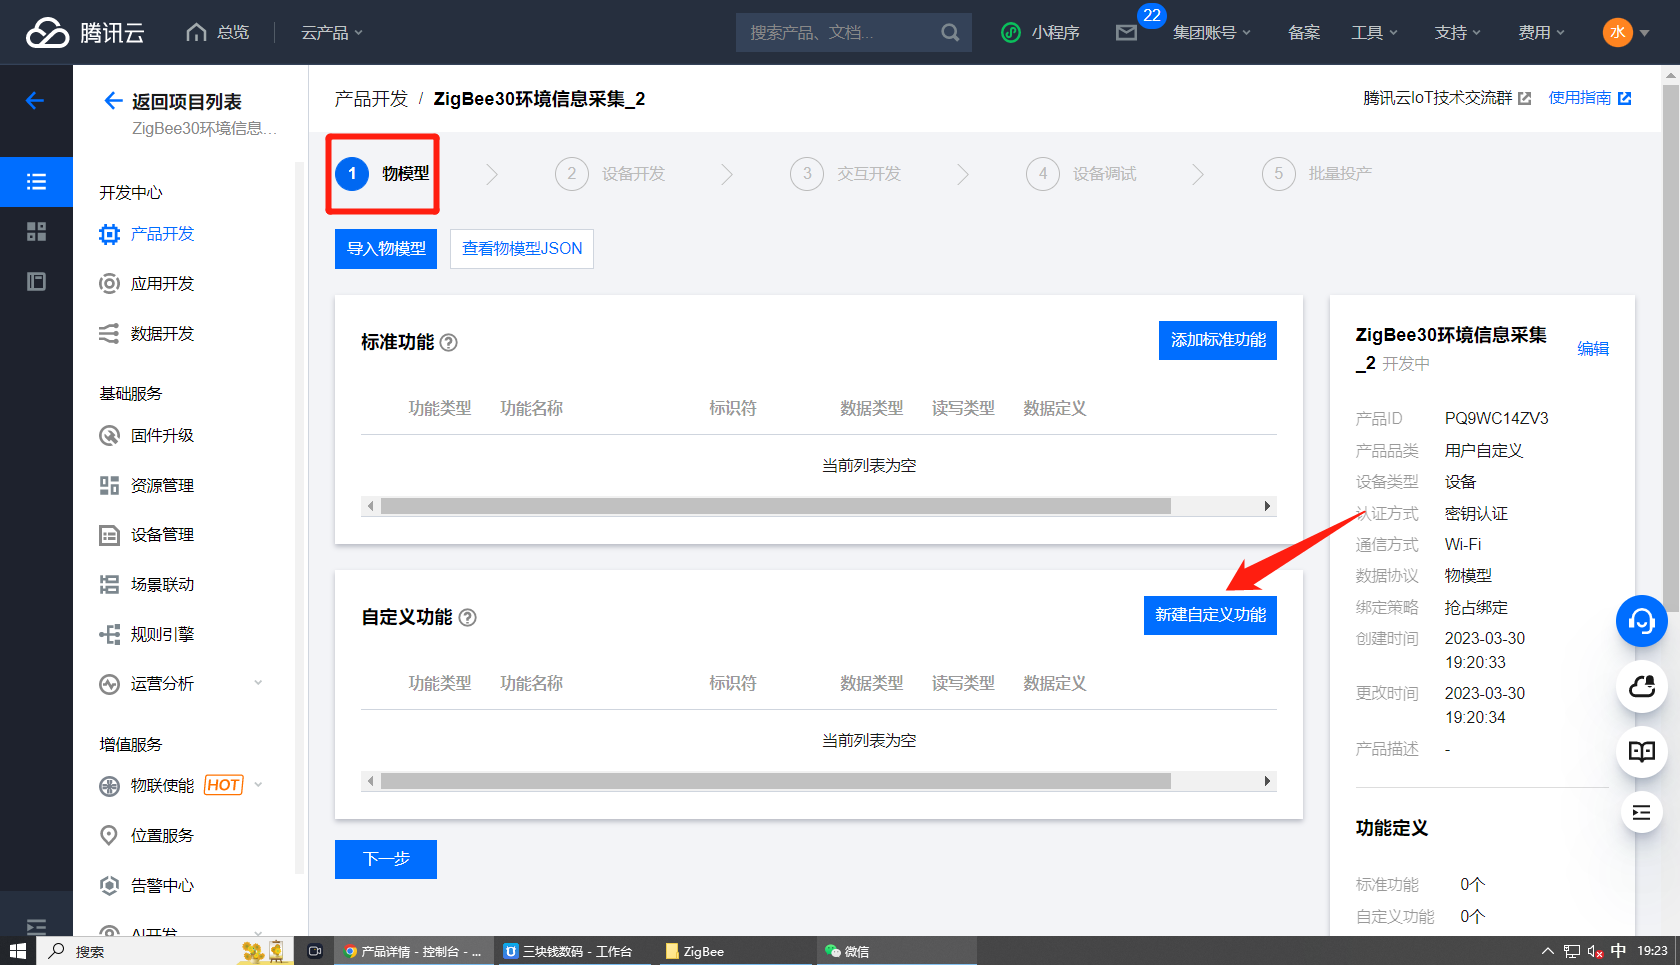 腾讯云
总览
云产品
搜索产品、文档...
小程序
22
集团账号
备案
工具
支持
费用
水
返回项目列表
ZigBee30环境信息...
开发中心
产品开发
应用开发
数据开发
基础服务
固件升级
资源管理
设备管理
场景联动
规则引擎
运营分析
增值服务
物联使能 HOT
位置服务
告警中心
AI开发
产品开发 / ZigBee30环境信息采集_2
腾讯云IoT技术交流群
使用指南
1 物模型
2 设备开发
3 交互开发
4 设备调试
5 批量投产
导入物模型
查看物模型JSON
标准功能
添加标准功能
功能类型 功能名称 标识符 数据类型 读写类型 数据定义
当前列表为空
自定义功能
新建自定义功能
功能类型 功能名称 标识符 数据类型 读写类型 数据定义
当前列表为空
下一步
ZigBee30环境信息采集
_2 开发中
编辑
产品ID PQ9WC14ZV3
产品品类 用户自定义
设备类型 设备
认证方式 密钥认证
通信方式 Wi-Fi
数据协议 物模型
绑定策略 抢占绑定
创建时间 2023-03-30
19:20:33
更改时间 2023-03-30
19:20:34
产品描述 -
功能定义
标准功能 0个
自定义功能 0个
搜索
产品详情 - 控制台 - ...
三块钱数码 - 工作台
ZigBee
微信
中
19:23